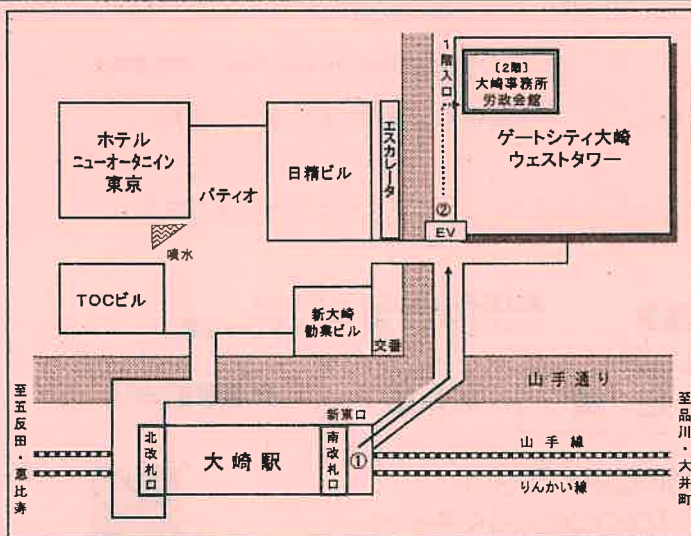 1階入口
〔2階〕
大崎事務所
労政会館
ゲートシティ大崎
ウェストタワー
ホテル
ニューオータニイン
東京
パティオ
日精ビル
エスカレータ
②
EV
噴水
TOCビル
新大崎
勧業ビル
交番
山手通り
至五反田・恵比寿
新東口
北改札口
大崎駅
南改札口
①
山手線
りんかい線
至品川・大井町